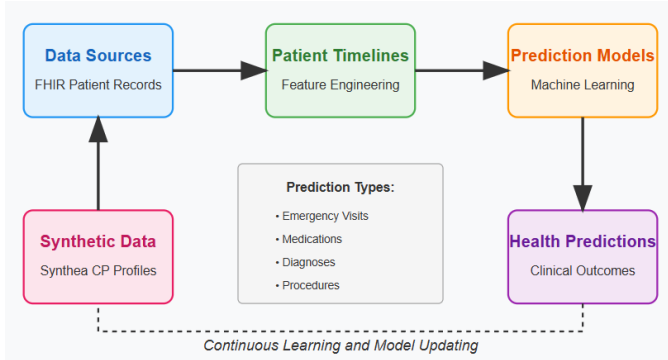 Data Sources
FHIR Patient Records
Patient Timelines
Feature Engineering
Prediction Models
Machine Learning
Prediction Types:
• Emergency Visits
• Medications
• Diagnoses
• Procedures
Synthetic Data
Synthea CP Profiles
Health Predictions
Clinical Outcomes
Continuous Learning and Model Updating